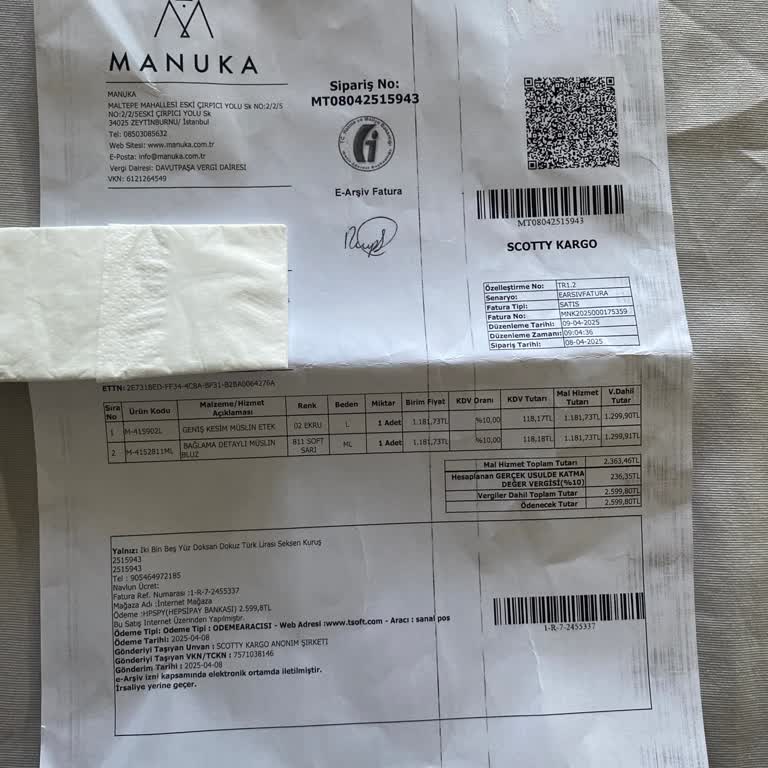 MANUKA
MANUKA
MALTEPE MAHALLESİ ESKİ ÇIRPICI YOLU Sk NO:2/2/5
NO:2/2/5ESKİ ÇIRPICI YOLU Sk
34025 ZEYTİNBURNU/ İstanbul
Tel: 08503085632
Web Sitesi: www.manuka.com.tr
E-Posta: info@manuka.com.tr
Vergi Dairesi: DAVUTPAŞA VERGİ DAİRESİ
VKN: 6121264549
Sipariş No:
MT08042515943
E-Arşiv Fatura
MT08042515943
SCOTTY KARGO
Özelleştirme No: TR1.2
Senaryo: EARSIVFATURA
Fatura Tipi: SATIS
Fatura No: MNK2025000175359
Düzenleme Tarihi: 09-04-2025
Düzenleme Zamanı: 09:04:36
Sipariş Tarihi: 08-04-2025
ETTN: 2E731BED-FF34-4C8A-BF31-B2BA0064276A
Sıra No Ürün Kodu Malzeme/Hizmet Açıklaması Renk Beden Miktar Birim Fiyat KDV Oranı KDV Tutarı Mal Hizmet Tutarı V.Dahil Tutar
1 M-415902L GENİŞ KESİM MÜSLİN ETEK 02 EKRU L 1 Adet 1.181,73TL %10,00 118,17TL 1.181,73TL 1.299,90TL
2 M-4152811ML BAĞLAMA DETAYLI MÜSLİN BLUZ 811 SOFT SARI ML 1 Adet 1.181,73TL %10,00 118,18TL 1.181,73TL 1.299,91TL
Mal Hizmet Toplam Tutarı 2.363,46TL
Hesaplanan GERÇEK USULDE KATMA DEĞER VERGİSİ(%10) 236,35TL
Vergiler Dahil Toplam Tutar 2.599,80TL
Ödenecek Tutar 2.599,80TL
Yalnız: İki Bin Beş Yüz Doksan Dokuz Türk Lirası Seksen Kuruş
2515943
2515943
Tel : 905464972185
Navlun Ücret:
Fatura Ref. Numarası :1-R-7-2455337
Mağaza Adı :İnternet Mağaza
Ödeme :HPSPY(HEPSIPAY BANKASI) 2.599,8TL
Bu Satış İnternet Üzerinden Yapılmıştır.
Ödeme Tipi: Ödeme Tipi : ODEMEARACISI - Web Adresi :www.tsoft.com - Aracı : sanal pos
Ödeme Tarihi: 2025-04-08
Gönderiyi Taşıyan Unvan : SCOTTY KARGO ANONİM ŞİRKETİ
Gönderiyi Taşıyan VKN/TCKN : 7571038146
Gönderim Tarihi : 2025-04-08
e-Arşiv izni kapsamında elektronik ortamda iletilmiştir.
İrsaliye yerine geçer.
1-R-7-2455337